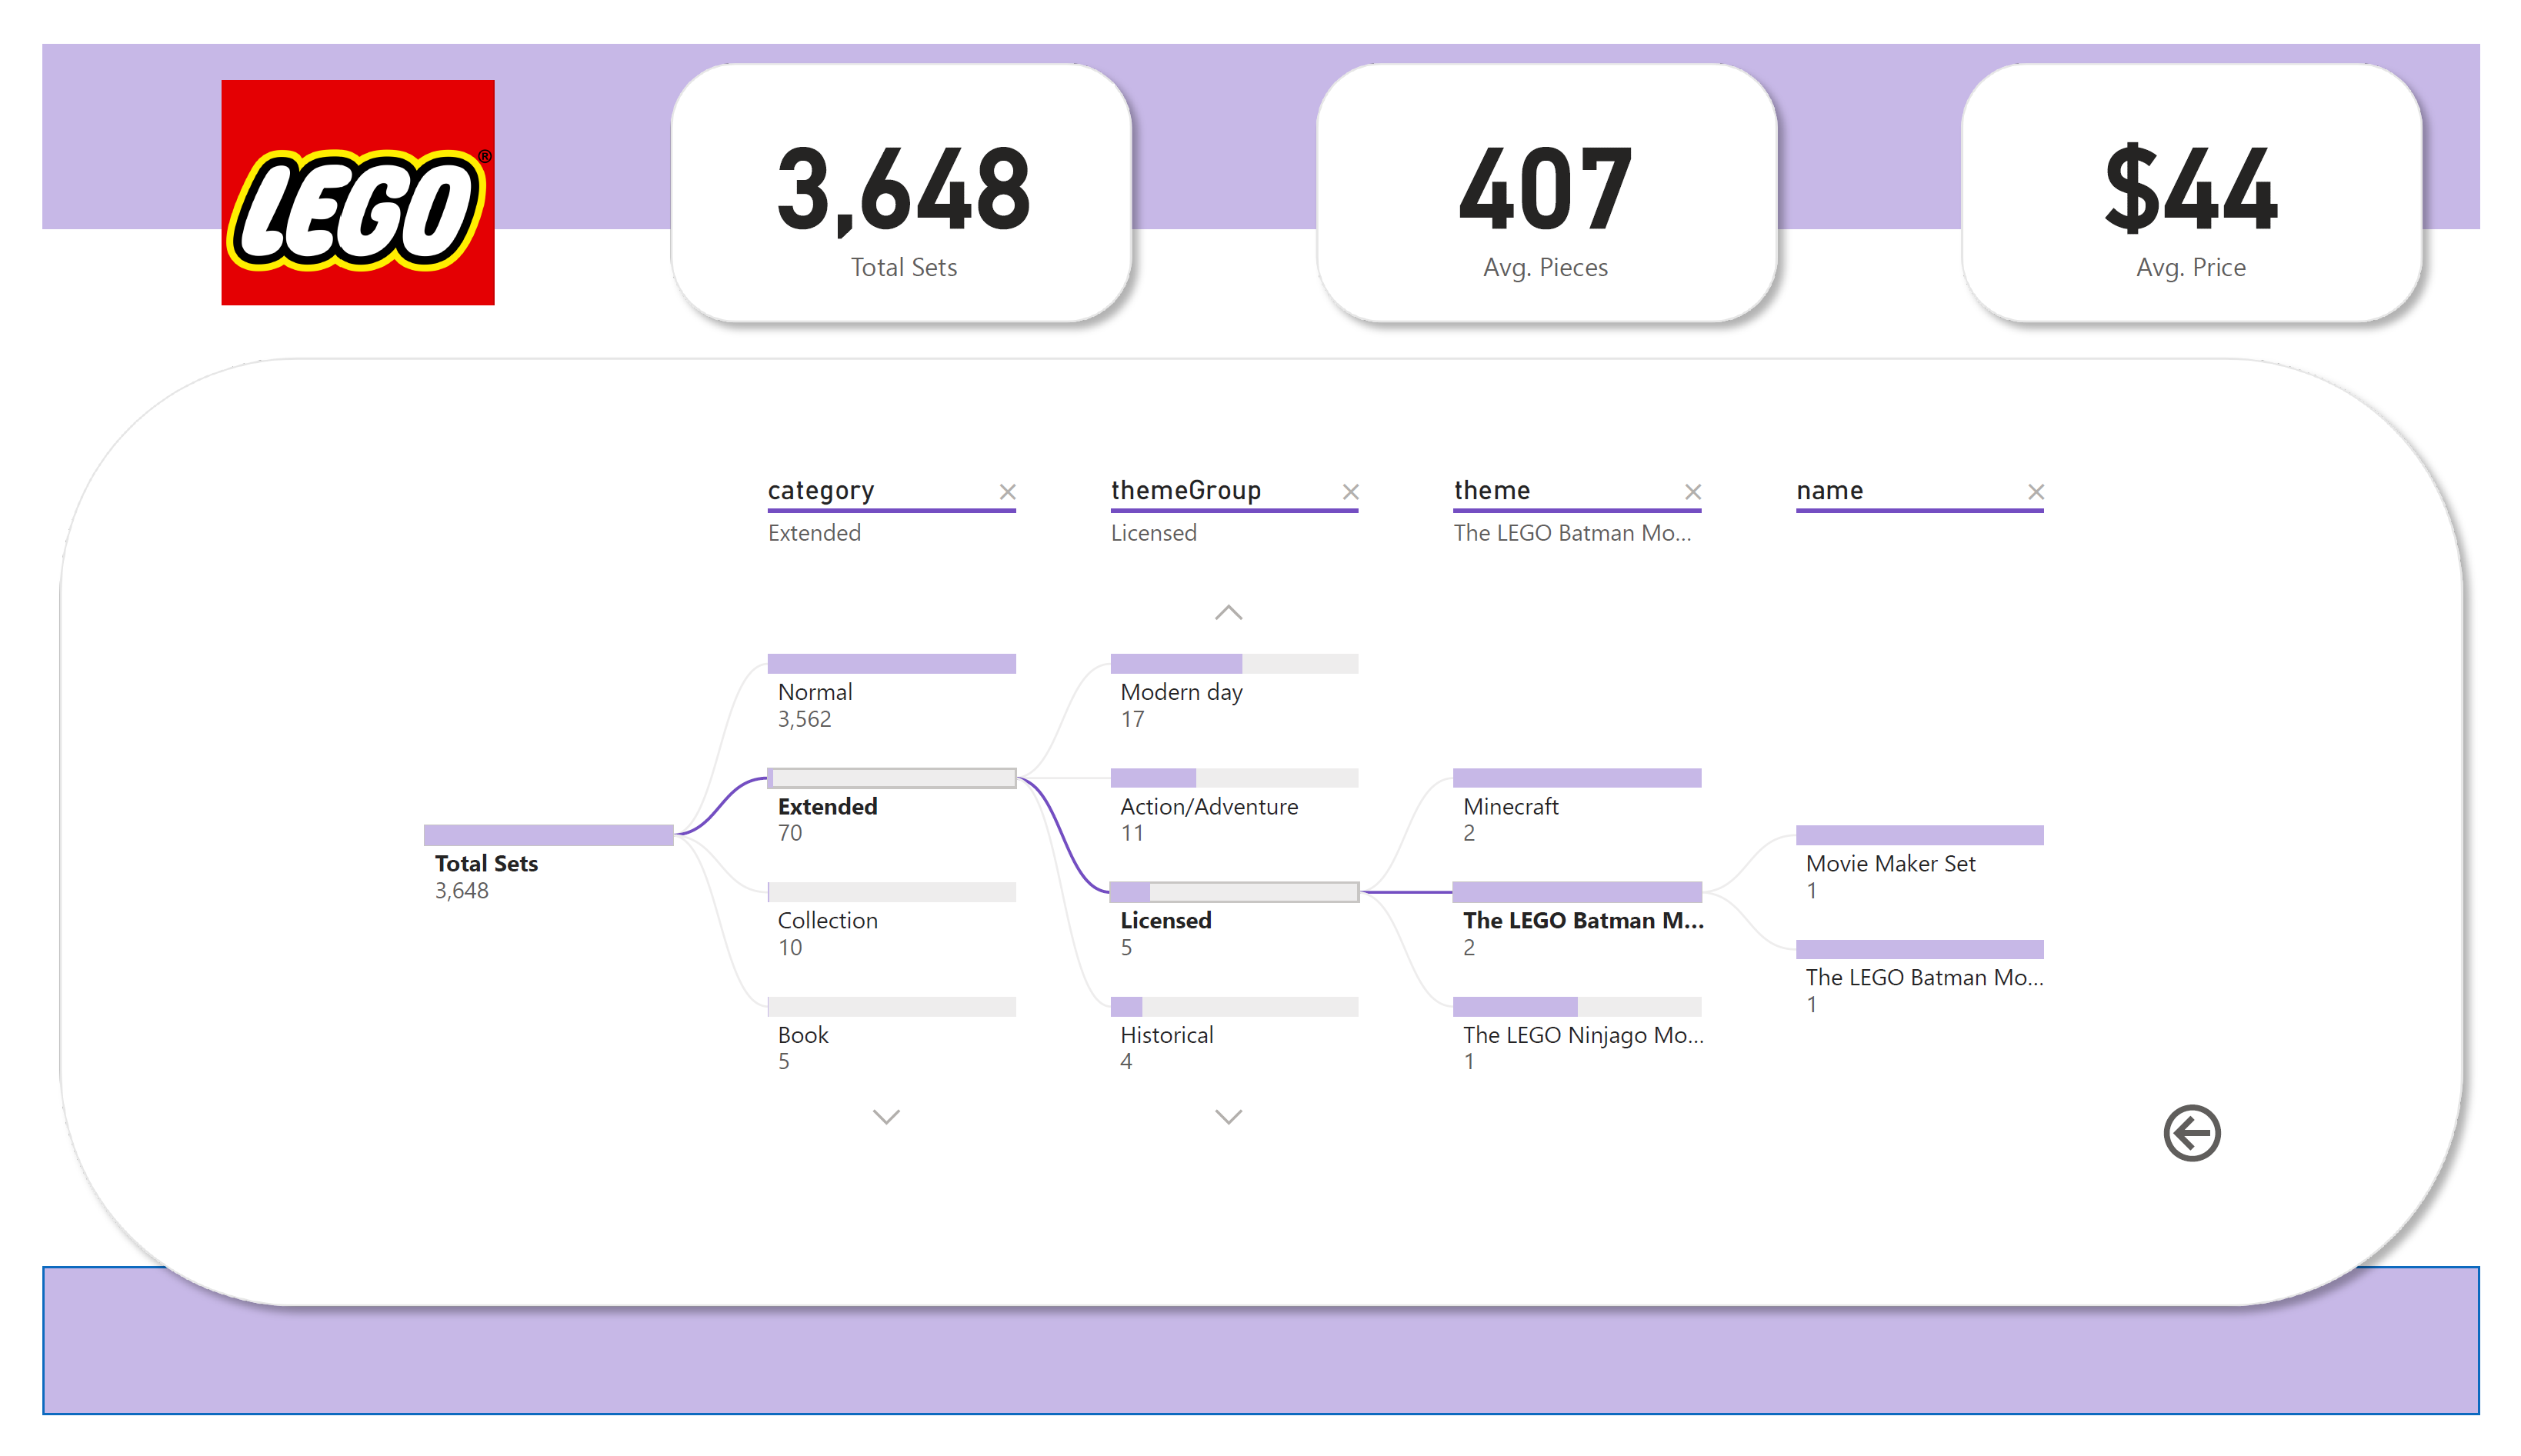 LEGO®
3,648
Total Sets
407
Avg. Pieces
$44
Avg. Price
category
Extended
themeGroup
Licensed
theme
The LEGO Batman Mo...
name
Total Sets
3,648
Normal
3,562
Extended
70
Collection
10
Book
5
Modern day
17
Action/Adventure
11
Licensed
5
Historical
4
Minecraft
2
The LEGO Batman M...
2
The LEGO Ninjago Mo...
1
Movie Maker Set
1
The LEGO Batman Mo...
1